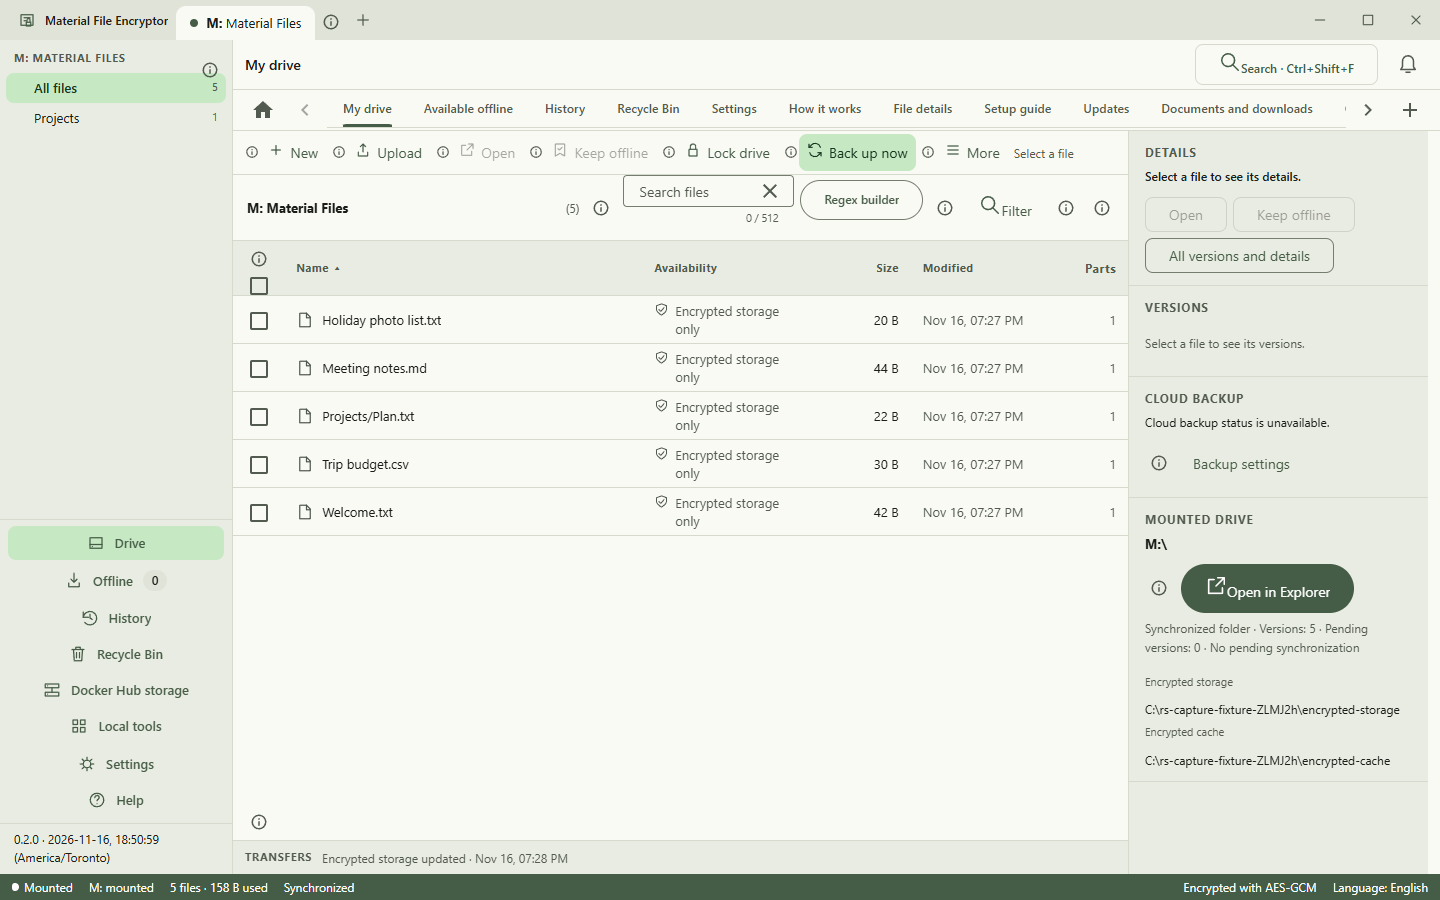 Material File Encryptor
M: Material Files
M: MATERIAL FILES
All files 5
Projects 1
My drive
Search · Ctrl+Shift+F
My drive Available offline History Recycle Bin Settings How it works File details Setup guide Updates Documents and downloads
New Upload Open Keep offline Lock drive Back up now More Select a file
M: Material Files (5)
Search files
0 / 512
Regex builder
Filter
Name Availability Size Modified Parts
Holiday photo list.txt Encrypted storage only 20 B Nov 16, 07:27 PM 1
Meeting notes.md Encrypted storage only 44 B Nov 16, 07:27 PM 1
Projects/Plan.txt Encrypted storage only 22 B Nov 16, 07:27 PM 1
Trip budget.csv Encrypted storage only 30 B Nov 16, 07:27 PM 1
Welcome.txt Encrypted storage only 42 B Nov 16, 07:27 PM 1
DETAILS
Select a file to see its details.
Open Keep offline
All versions and details
VERSIONS
Select a file to see its versions.
CLOUD BACKUP
Cloud backup status is unavailable.
Backup settings
MOUNTED DRIVE
M:\
Open in Explorer
Synchronized folder · Versions: 5 · Pending
versions: 0 · No pending synchronization
Encrypted storage
C:\rs-capture-fixture-ZLMJ2h\encrypted-storage
Encrypted cache
C:\rs-capture-fixture-ZLMJ2h\encrypted-cache
Drive
Offline 0
History
Recycle Bin
Docker Hub storage
Local tools
Settings
Help
0.2.0 · 2026-11-16, 18:50:59
(America/Toronto)
TRANSFERS Encrypted storage updated · Nov 16, 07:28 PM
Mounted M: mounted 5 files · 158 B used Synchronized
Encrypted with AES-GCM Language: English